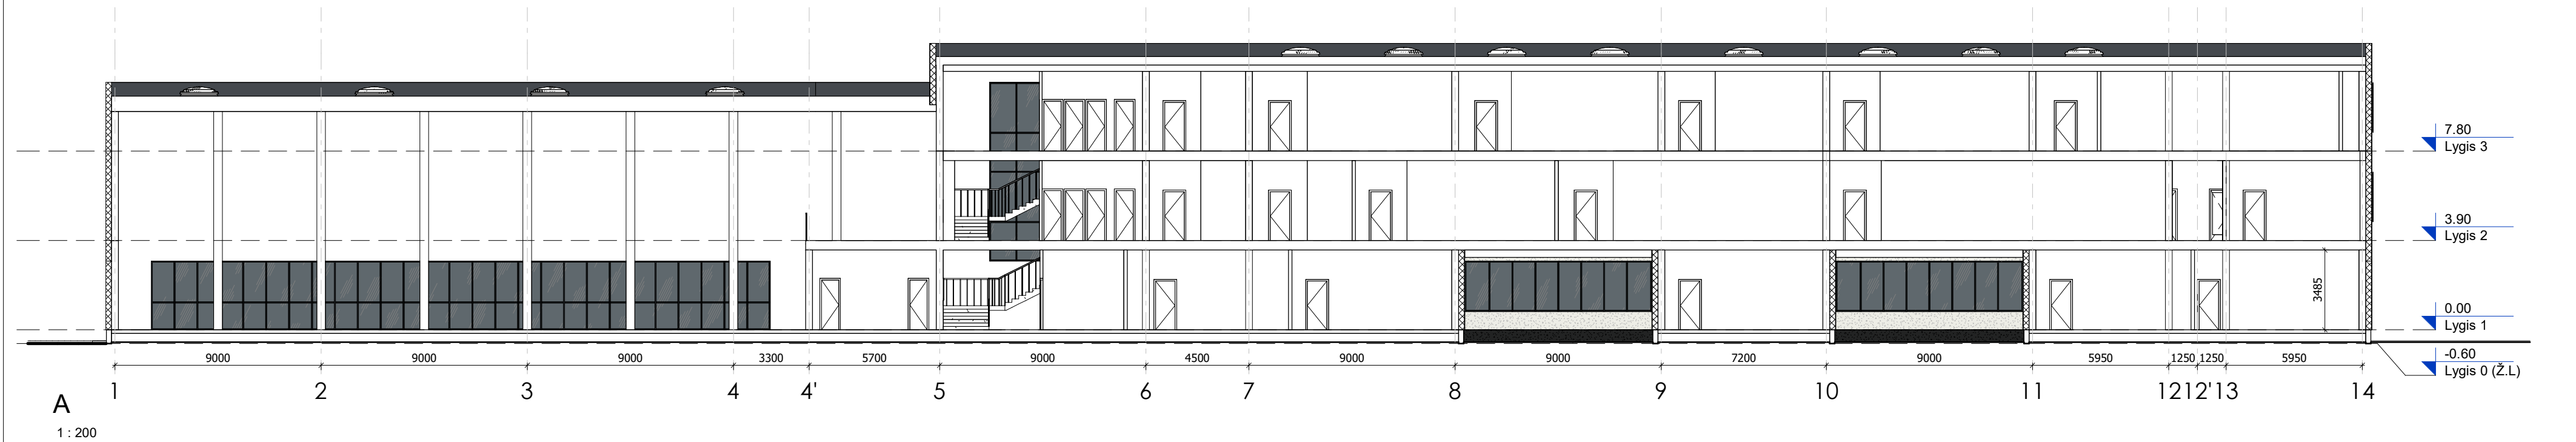 7.80
Lygis 3
3.90
Lygis 2
3485
0.00
Lygis 1
9000 9000 9000 3300 5700 9000 4500 9000 9000 7200 9000 5950 1250 1250 5950
-0.60
Lygis 0 (Ž.L)
1 2 3 4 4' 5 6 7 8 9 10 11 12 12' 13 14
A
1 : 200